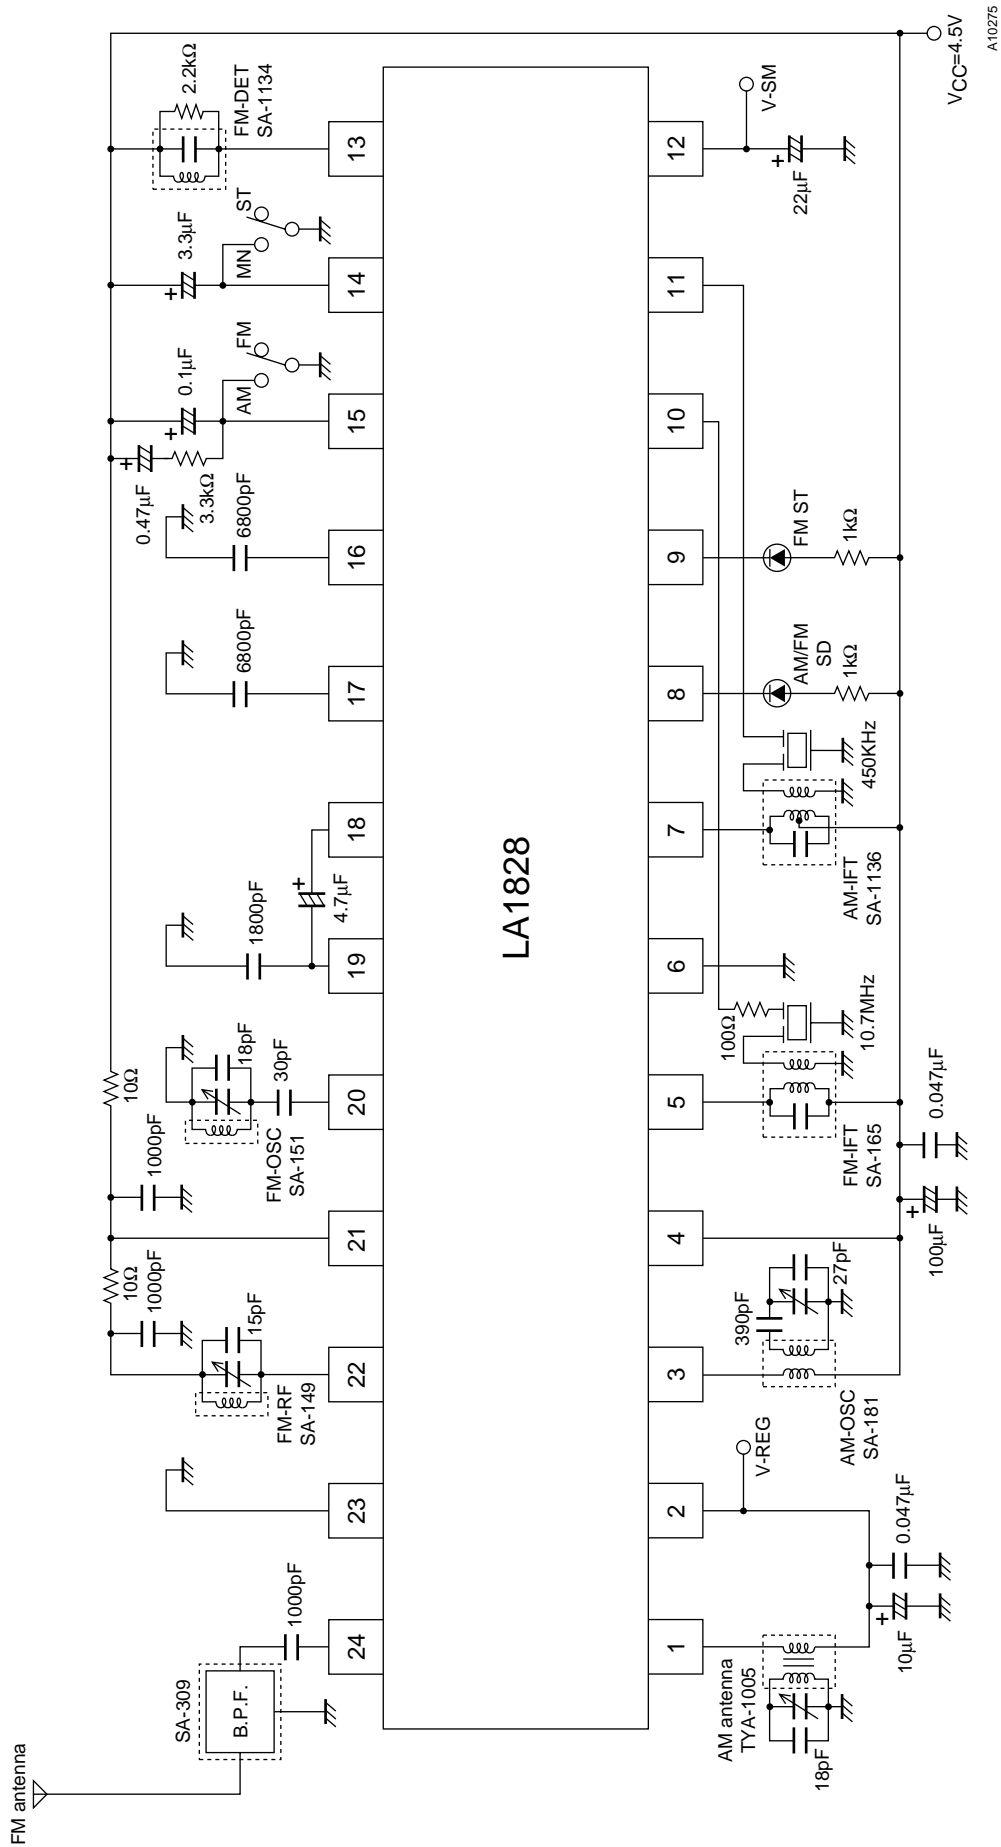 FM antenna
SA-309
B.P.F.
1000pF
24
23
15pF
FM-RF
SA-149
22
1000pF
10Ω
21
1000pF
10Ω
18pF
FM-OSC
SA-151
30pF
20
1800pF
19
4.7µF
+
18
6800pF
17
6800pF
16
+
0.47µF
3.3kΩ
+
0.1µF
AM
FM
15
+
3.3µF
MN
ST
14
2.2kΩ
FM-DET
SA-1134
13
LA1828
1
AM antenna
TYA-1005
18pF
2
V-REG
+
10µF
0.047µF
3
390pF
27pF
AM-OSC
SA-181
4
+
100µF
0.047µF
5
100Ω
FM-IFT
SA-165
10.7MHz
6
7
AM-IFT
SA-1136
450KHz
8
AM/FM
SD
1kΩ
9
FM ST
1kΩ
10
11
12
V-SM
+
22µF
VCC=4.5V
A10275